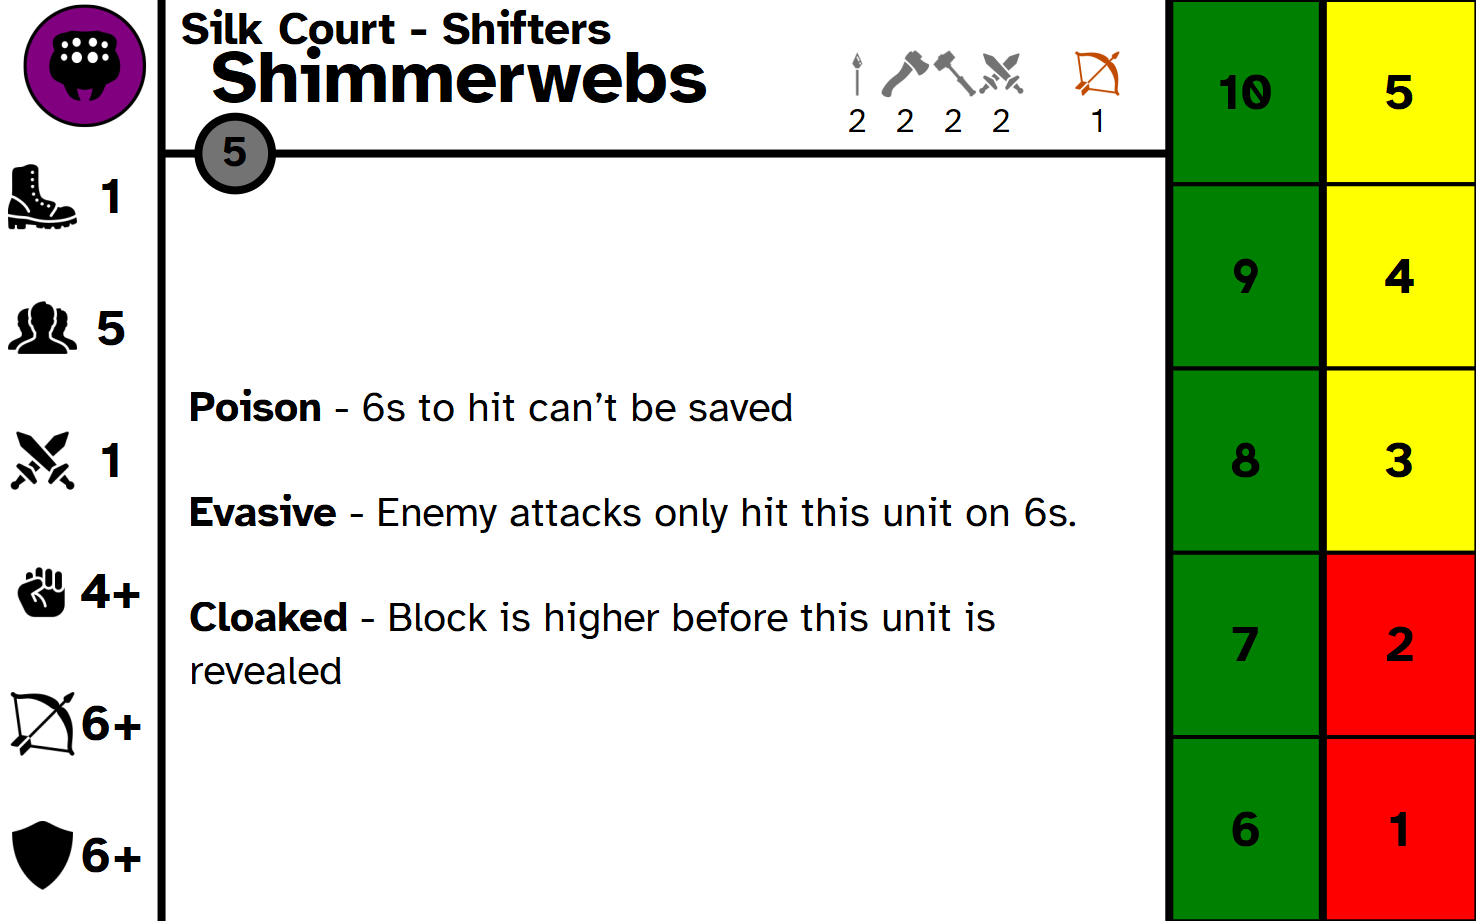 Silk Court - Shifters
Shimmerwebs
2 2 2 2 1
5
1
5
1
4+
6+
6+
Poison - 6s to hit can’t be saved
Evasive - Enemy attacks only hit this unit on 6s.
Cloaked - Block is higher before this unit is
revealed
10 5
9 4
8 3
7 2
6 1